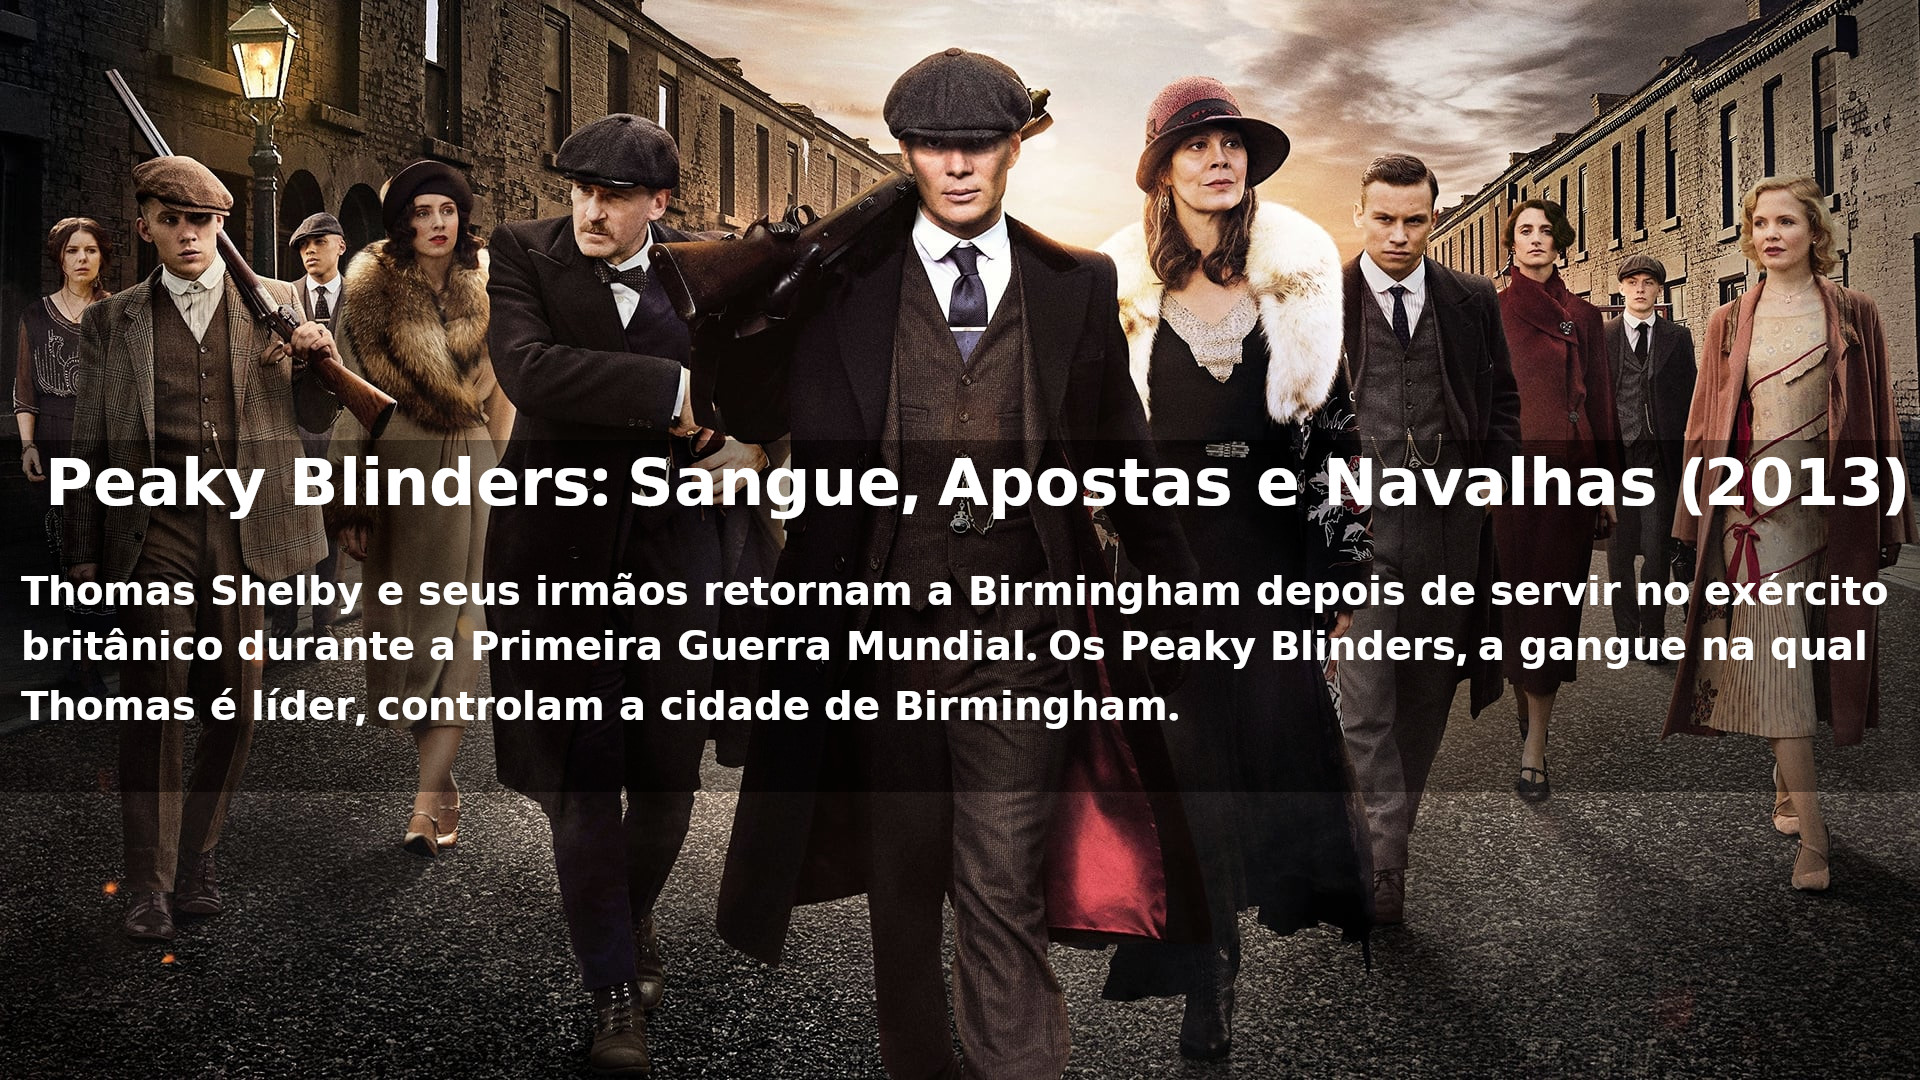 Peaky Blinders: Sangue, Apostas e Navalhas (2013)
Thomas Shelby e seus irmãos retornam a Birmingham depois de servir no exército
britânico durante a Primeira Guerra Mundial. Os Peaky Blinders, a gangue na qual
Thomas é líder, controlam a cidade de Birmingham.